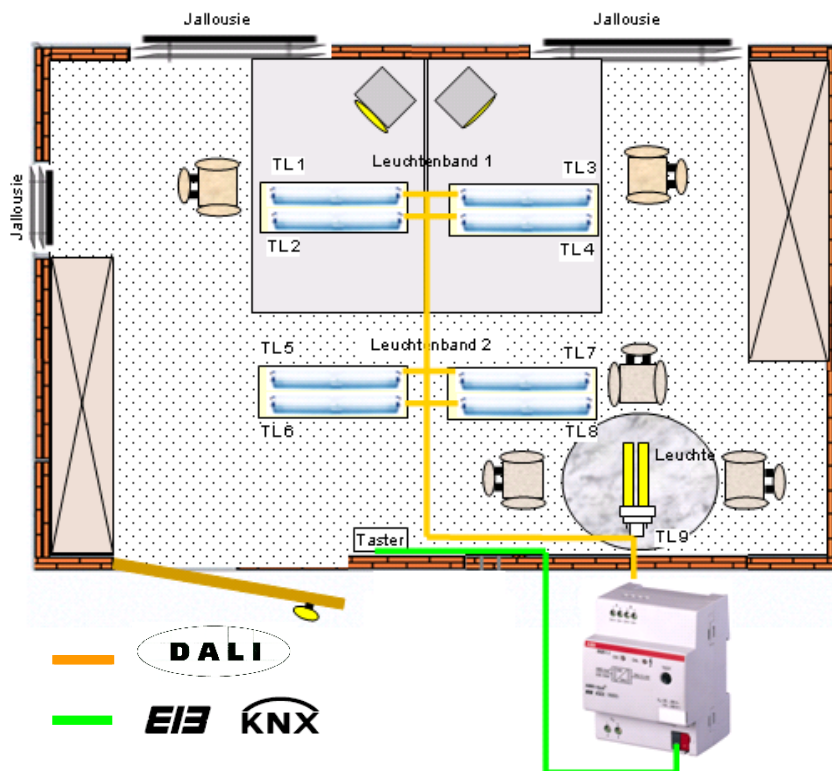 Jallousie
Jallousie
Jallousie
TL1
Leuchtenband 1
TL3
TL2
TL4
TL5
Leuchtenband 2
TL7
TL6
TL8
Leuchte
Taster
TL9
DALI
EIB
KNX